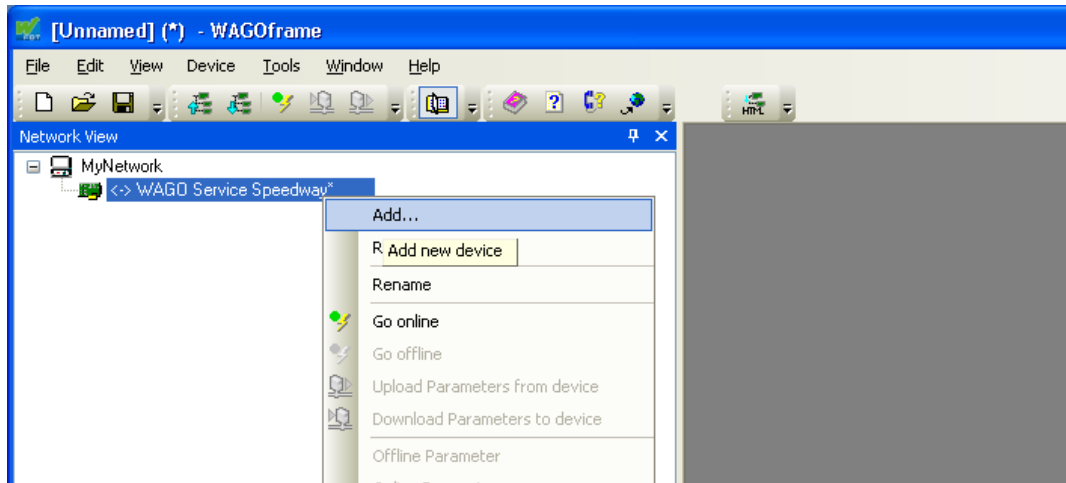 [Unnamed] (*) - WAGOframe
File Edit View Device Tools Window Help
HTML
Network View
MyNetwork
<-> WAGO Service Speedway*
Add...
R
Add new device
Rename
Go online
Go offline
Upload Parameters from device
Download Parameters to device
Offline Parameter